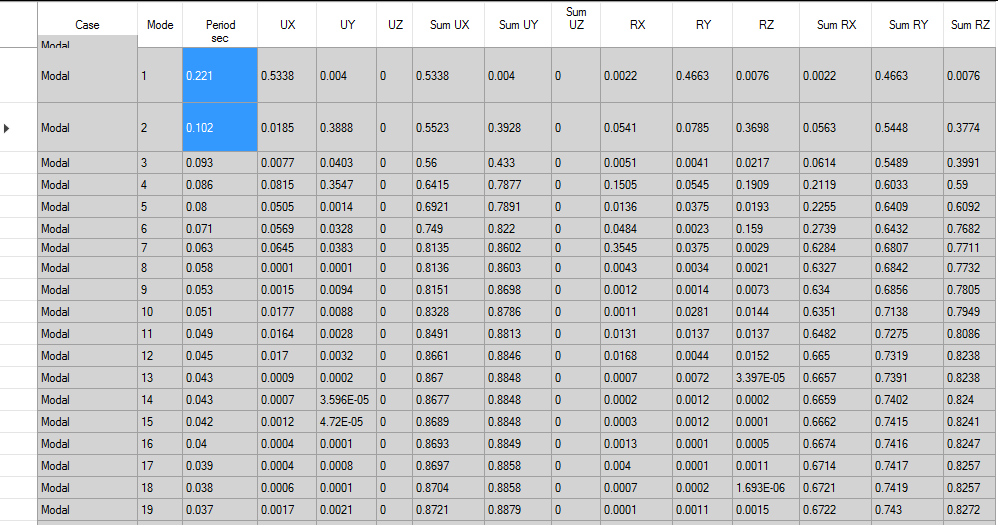 Case Mode Period sec UX UY UZ Sum UX Sum UY Sum UZ RX RY RZ Sum RX Sum RY Sum RZ
Modal
Modal 1 0.221 0.5338 0.004 0 0.5338 0.004 0 0.0022 0.4663 0.0076 0.0022 0.4663 0.0076
Modal 2 0.102 0.0185 0.3888 0 0.5523 0.3928 0 0.0541 0.0785 0.3698 0.0563 0.5448 0.3774
Modal 3 0.093 0.0077 0.0403 0 0.56 0.433 0 0.0051 0.0041 0.0217 0.0614 0.5489 0.3991
Modal 4 0.086 0.0815 0.3547 0 0.6415 0.7877 0 0.1505 0.0545 0.1909 0.2119 0.6033 0.59
Modal 5 0.08 0.0505 0.0014 0 0.6921 0.7891 0 0.0136 0.0375 0.0193 0.2255 0.6409 0.6092
Modal 6 0.071 0.0569 0.0328 0 0.749 0.822 0 0.0484 0.0023 0.159 0.2739 0.6432 0.7682
Modal 7 0.063 0.0645 0.0383 0 0.8135 0.8602 0 0.3545 0.0375 0.0029 0.6284 0.6807 0.7711
Modal 8 0.058 0.0001 0.0001 0 0.8136 0.8603 0 0.0043 0.0034 0.0021 0.6327 0.6842 0.7732
Modal 9 0.053 0.0015 0.0094 0 0.8151 0.8698 0 0.0012 0.0014 0.0073 0.634 0.6856 0.7805
Modal 10 0.051 0.0177 0.0088 0 0.8328 0.8786 0 0.0011 0.0281 0.0144 0.6351 0.7138 0.7949
Modal 11 0.049 0.0164 0.0028 0 0.8491 0.8813 0 0.0131 0.0137 0.0137 0.6482 0.7275 0.8086
Modal 12 0.045 0.017 0.0032 0 0.8661 0.8846 0 0.0168 0.0044 0.0152 0.665 0.7319 0.8238
Modal 13 0.043 0.0009 0.0002 0 0.867 0.8848 0 0.0007 0.0072 3.397E-05 0.6657 0.7391 0.8238
Modal 14 0.043 0.0007 3.596E-05 0 0.8677 0.8848 0 0.0002 0.0012 0.0002 0.6659 0.7402 0.824
Modal 15 0.042 0.0012 4.72E-05 0 0.8689 0.8848 0 0.0003 0.0012 0.0001 0.6662 0.7415 0.8241
Modal 16 0.04 0.0004 0.0001 0 0.8693 0.8849 0 0.0013 0.0001 0.0005 0.6674 0.7416 0.8247
Modal 17 0.039 0.0004 0.0008 0 0.8697 0.8858 0 0.004 0.0001 0.0011 0.6714 0.7417 0.8257
Modal 18 0.038 0.0006 0.0001 0 0.8704 0.8858 0 0.0007 0.0002 1.693E-06 0.6721 0.7419 0.8257
Modal 19 0.037 0.0017 0.0021 0 0.8721 0.8879 0 0.0001 0.0011 0.0015 0.6722 0.743 0.8272